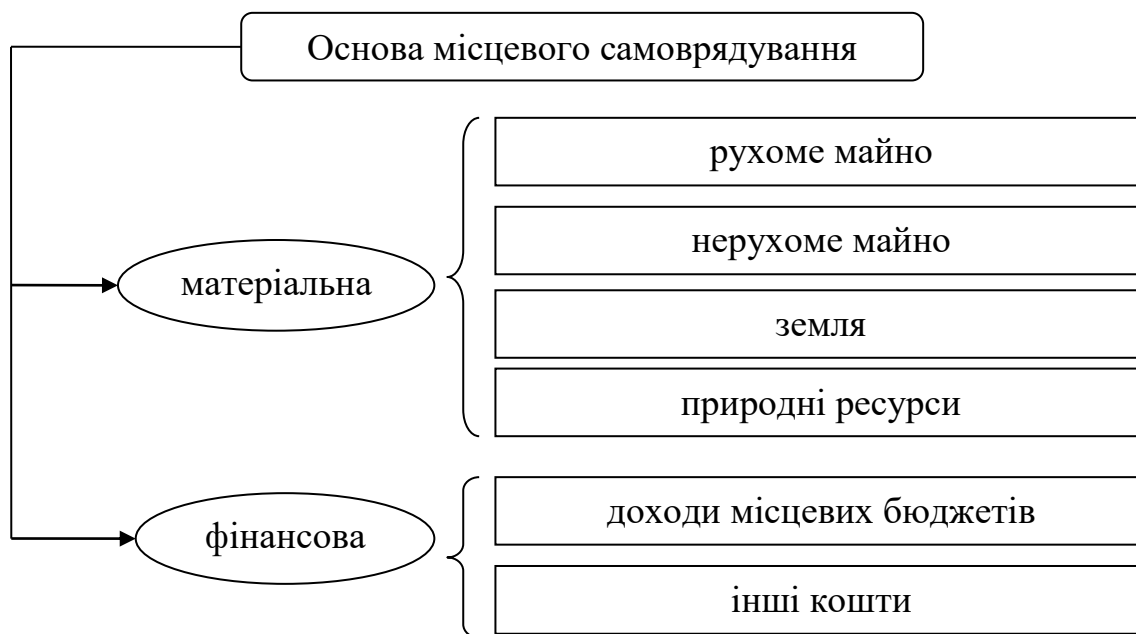 Основа місцевого самоврядування
матеріальна
рухоме майно
нерухоме майно
земля
природні ресурси
фінансова
доходи місцевих бюджетів
інші кошти